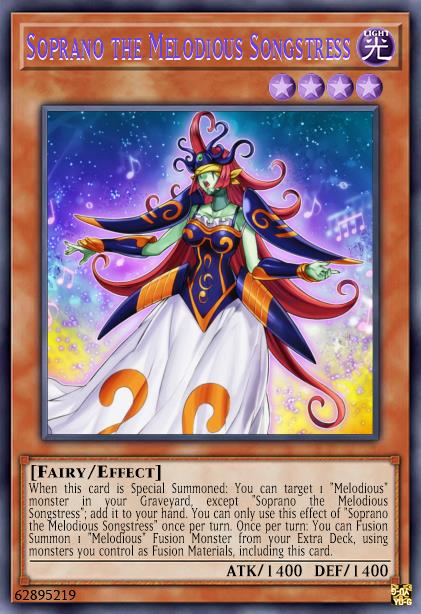 Soprano the Melodious Songstress
LIGHT
光
[Fairy/Effect]
When this card is Special Summoned: You can target 1 "Melodious"
monster in your Graveyard, except "Soprano the Melodious
Songstress"; add it to your hand. You can only use this effect of "Soprano
the Melodious Songstress" once per turn. Once per turn: You can Fusion
Summon 1 "Melodious" Fusion Monster from your Extra Deck, using
monsters you control as Fusion Materials, including this card.
ATK/1400 DEF/1400
62895219